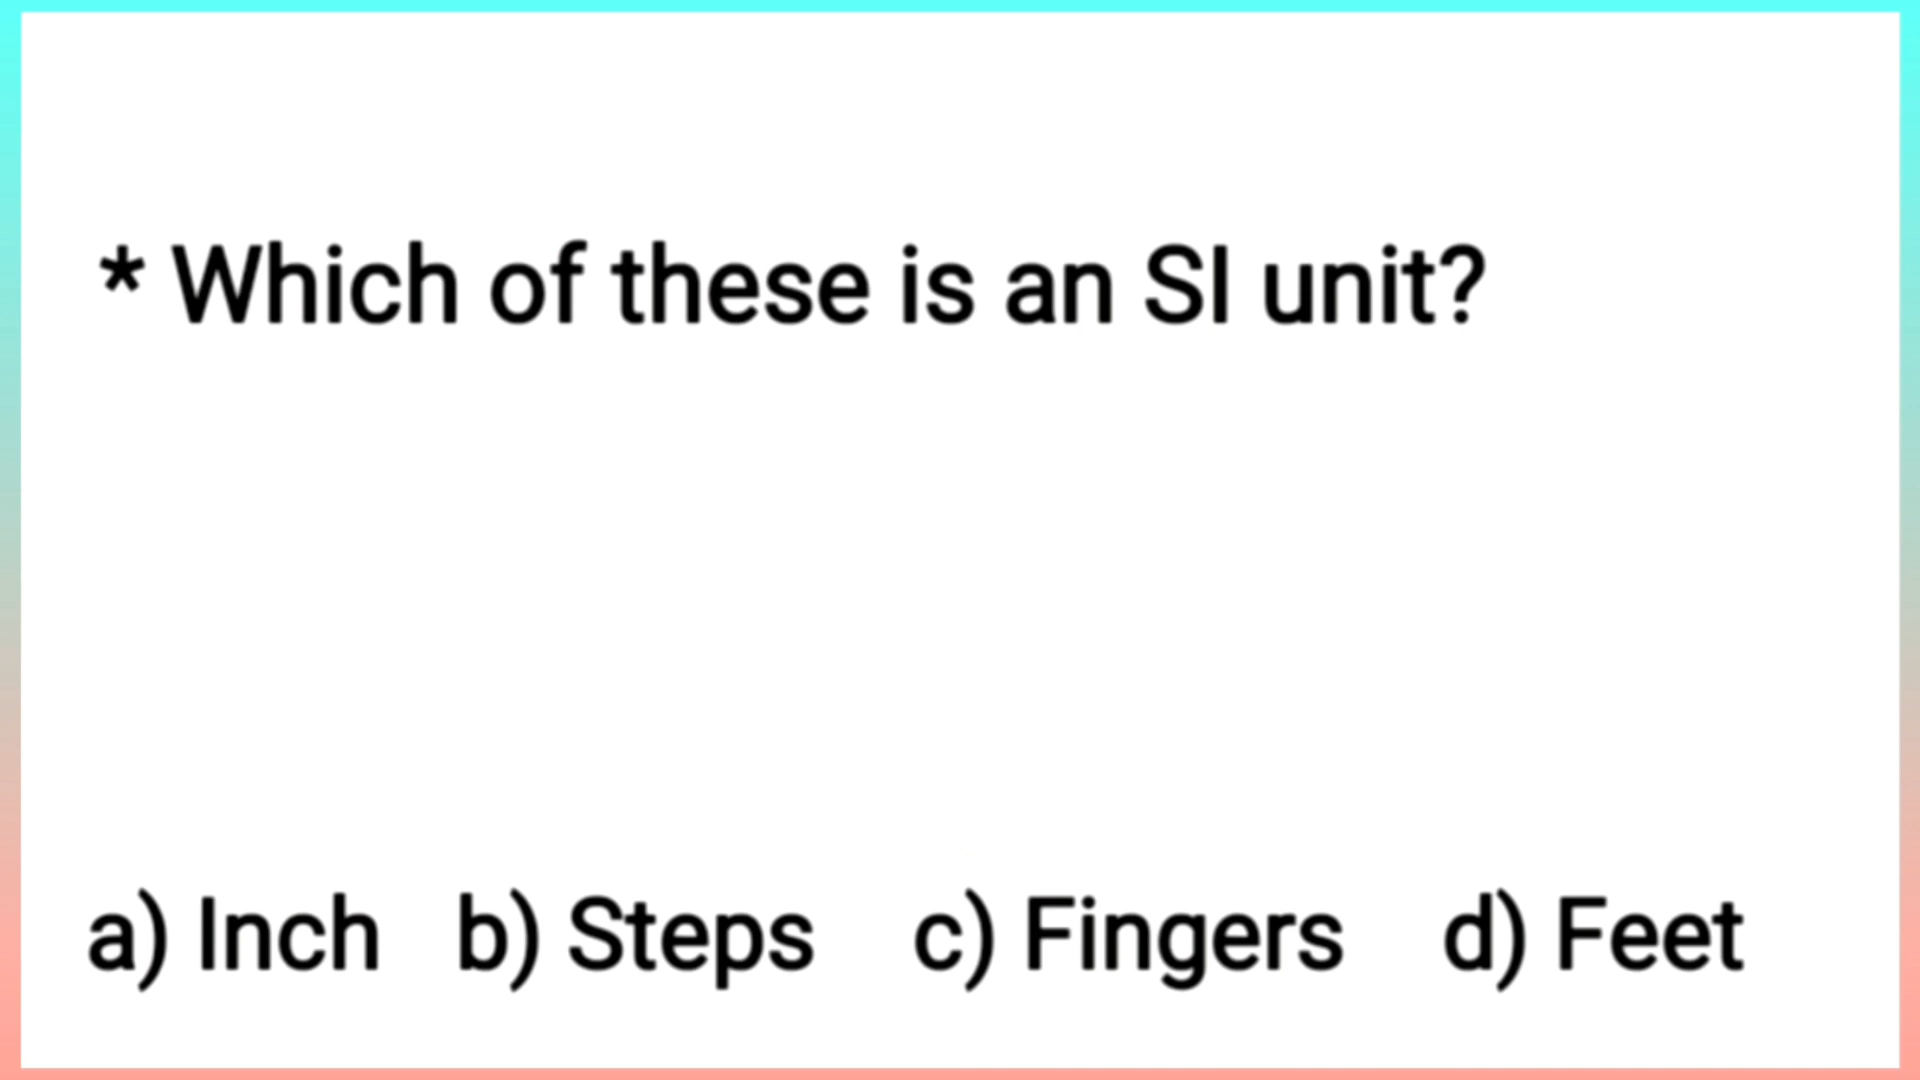 * Which of these is an SI unit?
a) Inch b) Steps c) Fingers d) Feet